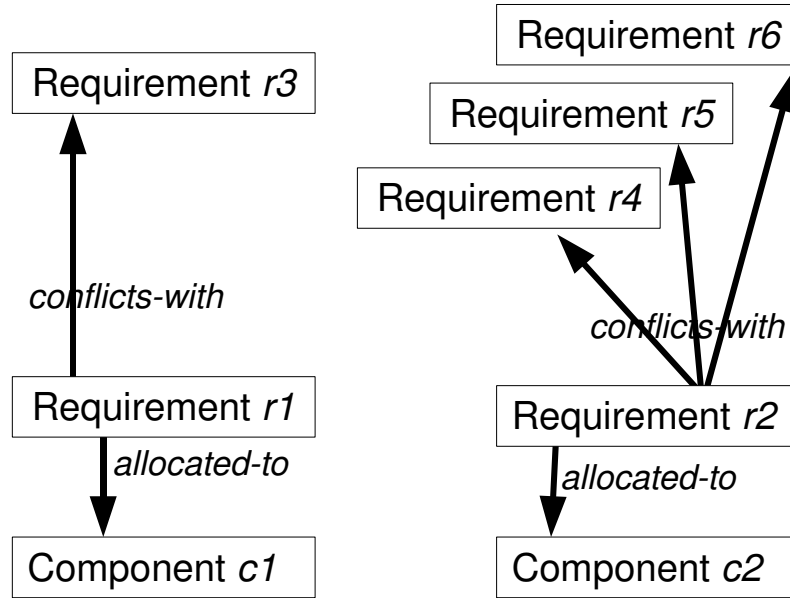 Requirement r6
Requirement r3
Requirement r5
Requirement r4
conflicts-with
conflicts-with
Requirement r1
Requirement r2
allocated-to
allocated-to
Component c1
Component c2